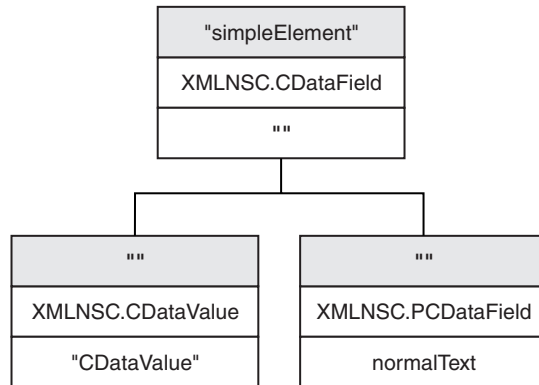 "simpleElement"
XMLNSC.CDataField
""
""
XMLNSC.CDataValue
"CDataValue"
""
XMLNSC.PCDataField
normalText